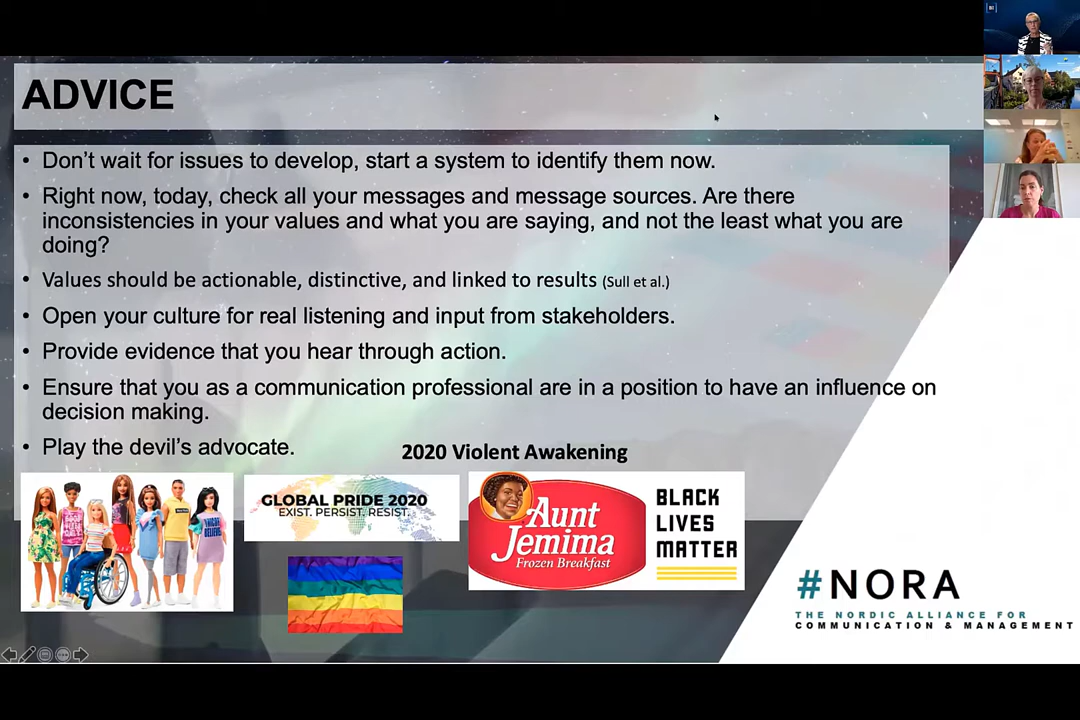 ADVICE
• Don't wait for issues to develop, start a system to identify them now.
• Right now, today, check all your messages and message sources. Are there
inconsistencies in your values and what you are saying, and not the least what you are
doing?
• Values should be actionable, distinctive, and linked to results (Sull et al.)
• Open your culture for real listening and input from stakeholders.
• Provide evidence that you hear through action.
• Ensure that you as a communication professional are in a position to have an influence on
decision making.
• Play the devil's advocate.
2020 Violent Awakening
GLOBAL PRIDE 2020
EXIST. PERSIST. RESIST.
Aunt
Jemima
Frozen Breakfast
BLACK
LIVES
MATTER
#NORA
THE NORDIC ALLIANCE FOR
COMMUNICATION & MANAGEMENT